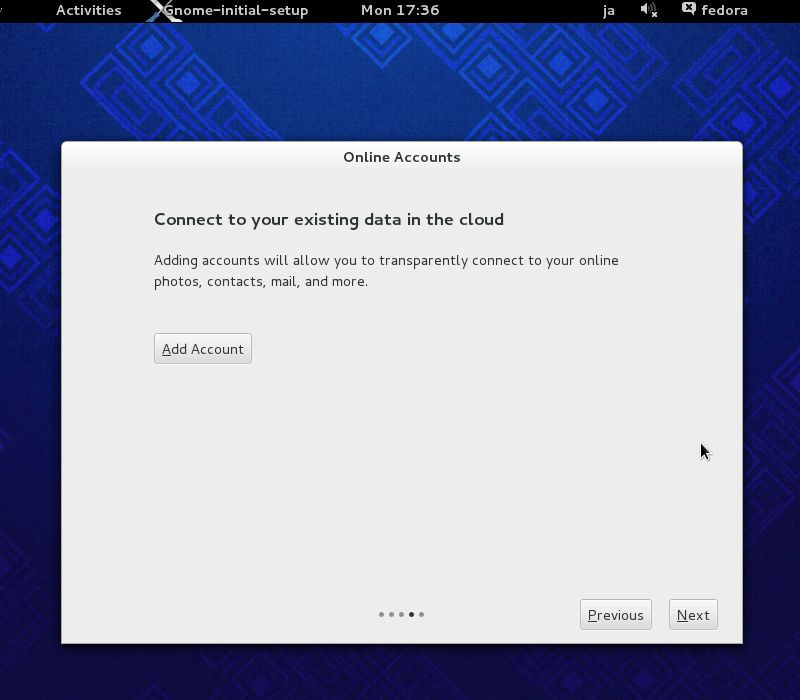 Activities Gnome-initial-setup Mon 17:36 ja fedora
Online Accounts
Connect to your existing data in the cloud
Adding accounts will allow you to transparently connect to your online
photos, contacts, mail, and more.
Add Account
Previous Next